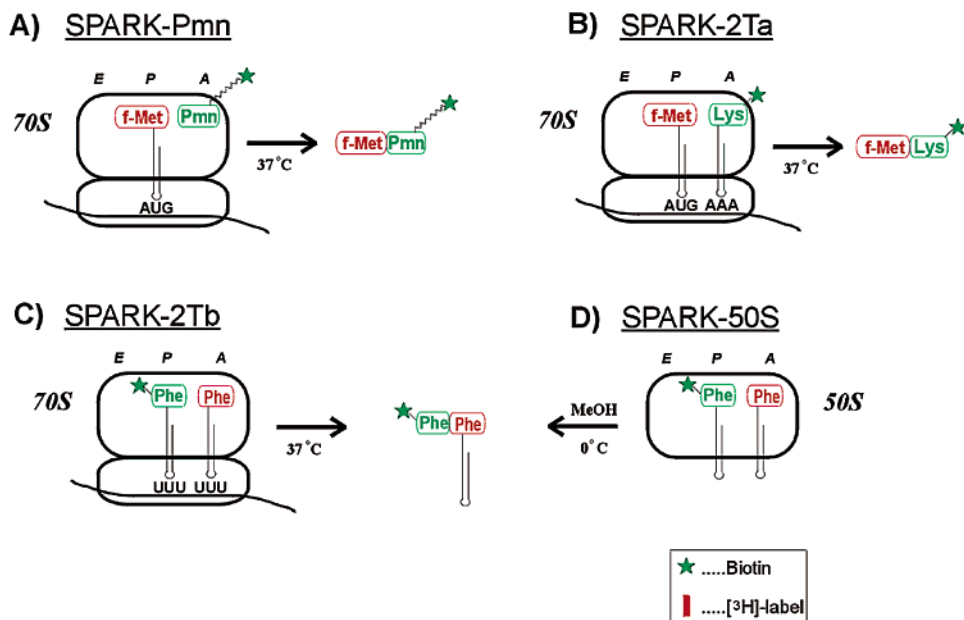 A) SPARK-Pmn
E P A
70S
f-Met Pmn
37°C
f-Met Pmn
AUG
B) SPARK-2Ta
E P A
70S
f-Met Lys
37°C
f-Met Lys
AUG AAA
C) SPARK-2Tb
E P A
70S
Phe Phe
37°C
Phe Phe
UUU UUU
D) SPARK-50S
E P A
50S
Phe Phe
MeOH
0°C
.....Biotin
.....[³H]-label